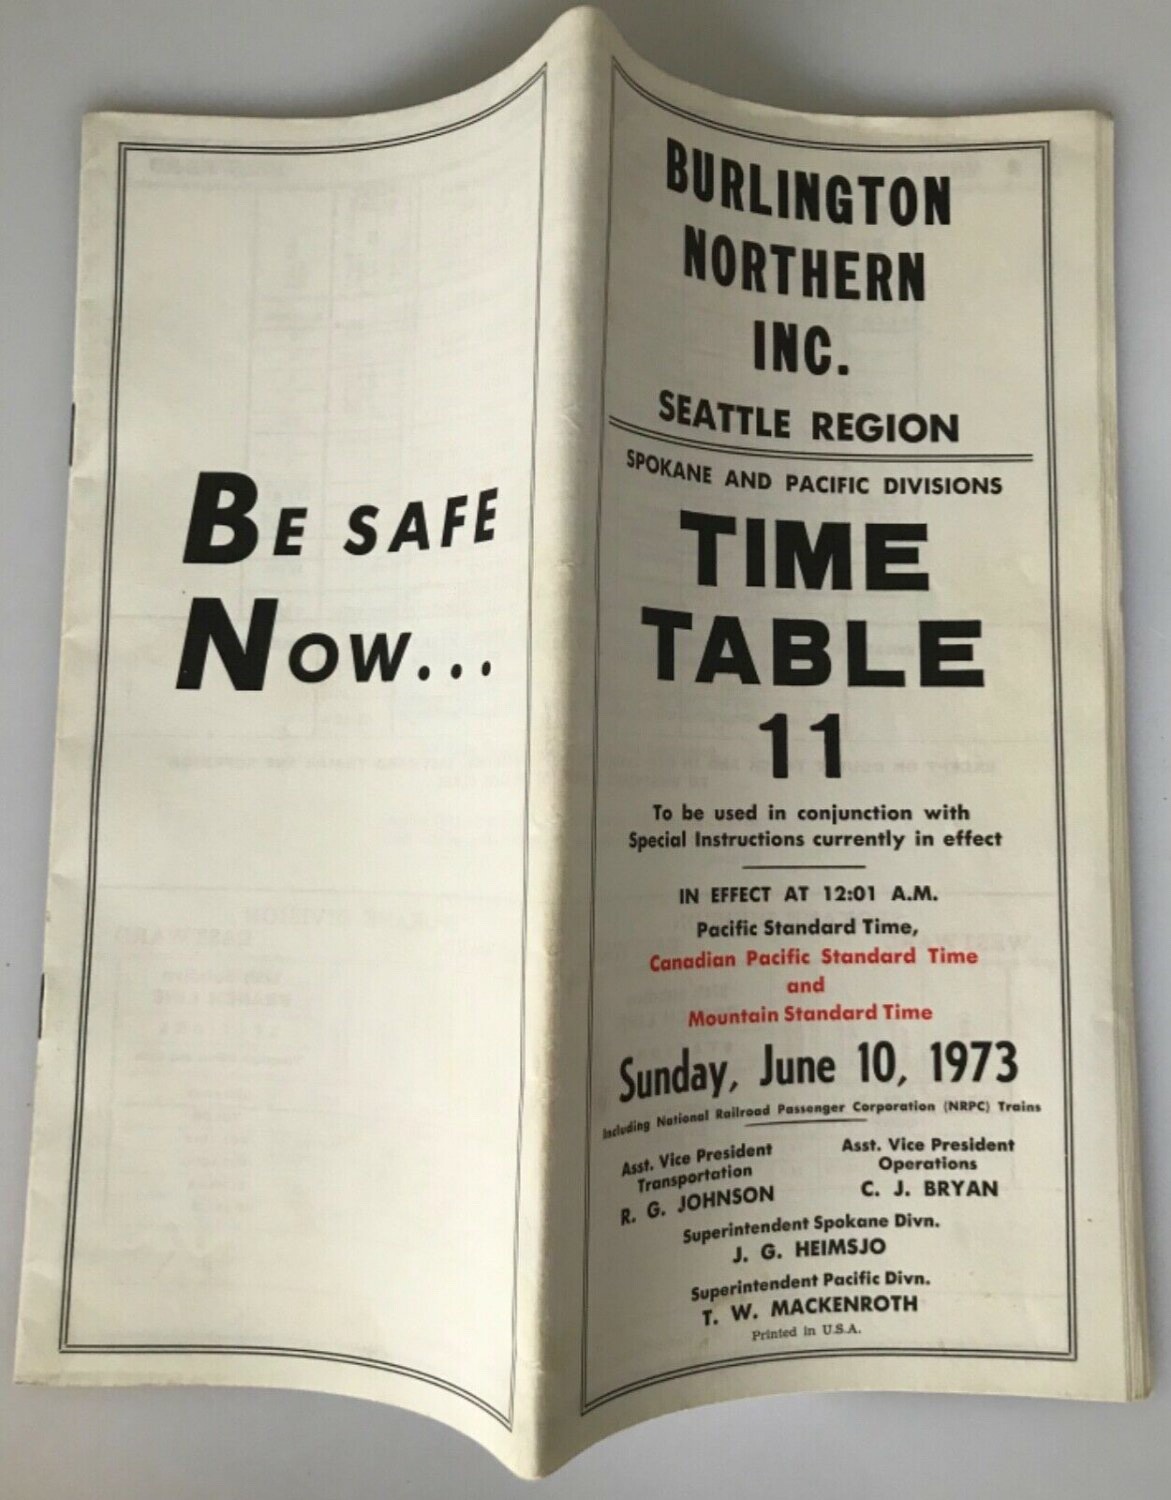 BE SAFE
NOW...
BURLINGTON
NORTHERN
INC.
SEATTLE REGION
SPOKANE AND PACIFIC DIVISIONS
TIME
TABLE
11
To be used in conjunction with
Special Instructions currently in effect
IN EFFECT AT 12:01 A.M.
Pacific Standard Time,
Canadian Pacific Standard Time
and
Mountain Standard Time
Sunday, June 10, 1973
Including National Railroad Passenger Corporation (NRPC) Trains
Asst. Vice President
Transportation
R. G. JOHNSON
Asst. Vice President
Operations
C. J. BRYAN
Superintendent Spokane Divn.
J. G. HEIMSJO
Superintendent Pacific Divn.
T. W. MACKENROTH
Printed in U.S.A.